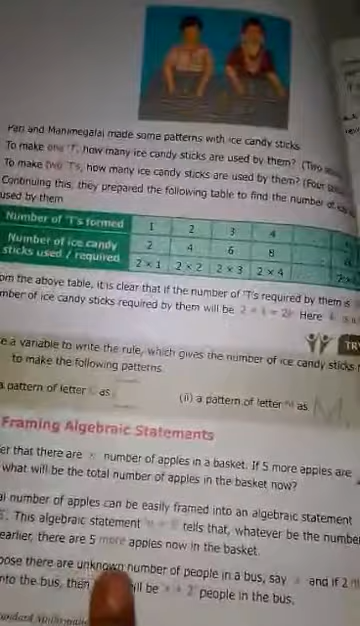 Pari and Manimegalai made some patterns with ice candy sticks
To make one 'T', how many ice candy sticks are used by them? (Two
To make two 'T's, how many ice candy sticks are used by them? (Four
Continuing this, they prepared the following table to find the number of
used by them
Number of 'T's formed 1 2 3 4
Number of ice candy sticks used / required 2 4 6 8
2 × 1 2 × 2 2 × 3 2 × 4
om the above table, it is clear that if the number of 'T's required by them is
mber of ice candy sticks required by them will be 2 × k = 2k Here k is
TRY
e a variable to write the rule, which gives the number of ice candy sticks
to make the following patterns.
a pattern of letter C as (ii) a pattern of letter M as
Framing Algebraic Statements
er that there are x number of apples in a basket. If 5 more apples are
what will be the total number of apples in the basket now?
al number of apples can be easily framed into an algebraic statement
5. This algebraic statement tells that, whatever be the number
earlier, there are 5 more apples now in the basket.
pose there are unknown number of people in a bus, say x and if 2
nto the bus, then ill be x + 2 people in the bus.